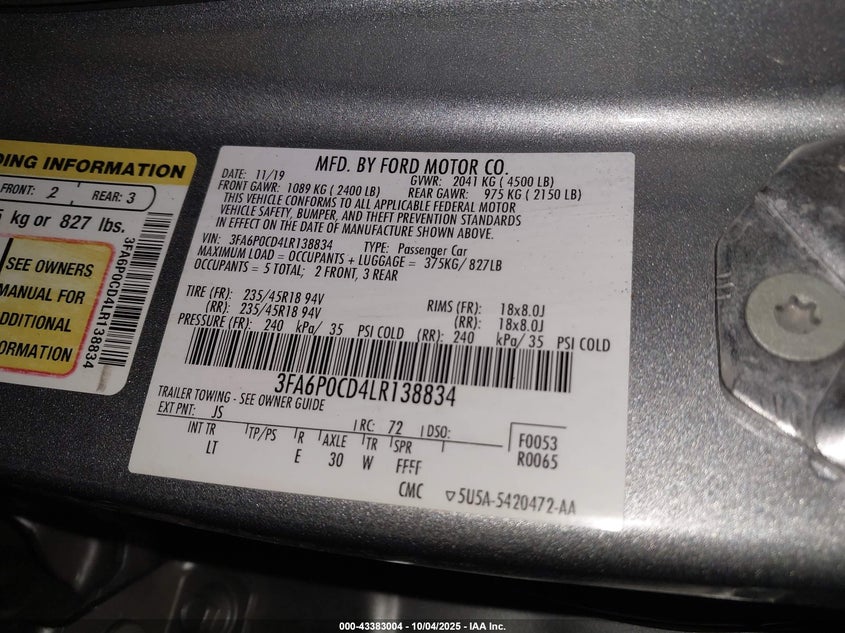 DING INFORMATION
FRONT: 2 REAR: 3
kg or 827 lbs.
SEE OWNERS
MANUAL FOR
ADDITIONAL
ORMATION
3FA6P0CD4LR138834
MFD. BY FORD MOTOR CO.
DATE: 11/19 GVWR: 2041 KG ( 4500 LB)
FRONT GAWR: 1089 KG ( 2400 LB) REAR GAWR: 975 KG ( 2150 LB)
THIS VEHICLE CONFORMS TO ALL APPLICABLE FEDERAL MOTOR
VEHICLE SAFETY, BUMPER, AND THEFT PREVENTION STANDARDS
IN EFFECT ON THE DATE OF MANUFACTURE SHOWN ABOVE.
VIN: 3FA6P0CD4LR138834 TYPE: Passenger Car
MAXIMUM LOAD = OCCUPANTS + LUGGAGE = 375KG/ 827LB
OCCUPANTS = 5 TOTAL; 2 FRONT, 3 REAR
TIRE (FR): 235/45R18 94V RIMS (FR): 18x8.0J
(RR): 235/45R18 94V (RR): 18x8.0J
PRESSURE (FR): 240 kPa/ 35 PSI COLD (RR): 240 kPa/ 35 PSI COLD
3FA6P0CD4LR138834
TRAILER TOWING - SEE OWNER GUIDE
EXT PNT: JS RC: 72 DSO: F0053
INT TR TP/PS R AXLE TR SPR R0065
LT E 30 W FFFF
CMC ▽5U5A-5420472-AA
000-43383004 - 10/04/2025 - IAA Inc.